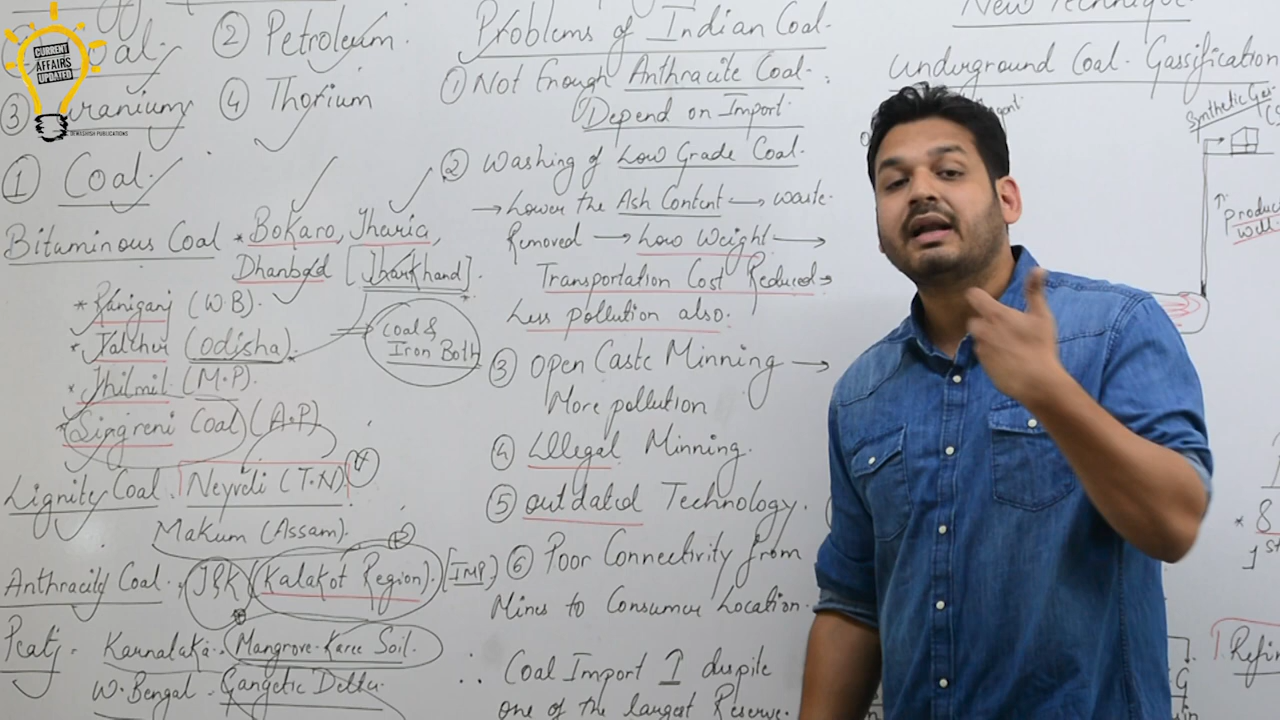 CURRENT
AFFAIRS
UPDATED
DEWASHISH PUBLICATIONS
② Petroleum.
③ Uranium
④ Thorium
① Coal.
Bituminous Coal * Bokaro, Jharia,
Dhanbad [Jharkhand].
* Raniganj (W.B).
* Talcher (Odisha).
Coal &
Iron Both
* Jhilmil (M.P).
* Singreni Coal (A.P)
Lignite Coal. Neyveli (T.N)
Makum (Assam).
Anthracity Coal. J&K (Kalakot Region). [IMP]
Peat - Karnataka. Mangrove-Karee Soil.
W. Bengal - Gangetic Delta.
Problems of Indian Coal.
① Not Enough Anthracite Coal.
Depend on Import.
② Washing of Low Grade Coal.
→ Lower the Ash Content → waste.
Removed → Low Weight →
Transportation Cost Reduced →
Less pollution also.
③ Open Caste Minning →
More pollution
④ Illegal Minning.
⑤ outdated Technology.
⑥ Poor Connectivity from
Mines to Consumer Location.
∴ Coal Import ↑ despite
one of the largest Reserve.
New Technique
Underground Coal Gassification
Synthetic Gas